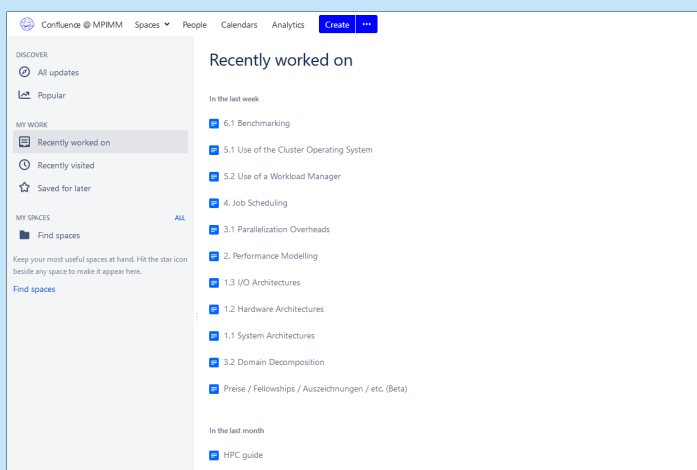 Confluence @ MPIMM Spaces People Calendars Analytics Create
DISCOVER
All updates
Popular
MY WORK
Recently worked on
Recently visited
Saved for later
MY SPACES ALL
Find spaces
Keep your most useful spaces at hand. Hit the star icon
beside any space to make it appear here.
Find spaces
Recently worked on
In the last week
6.1 Benchmarking
5.1 Use of the Cluster Operating System
5.2 Use of a Workload Manager
4. Job Scheduling
3.1 Parallelization Overheads
2. Performance Modelling
1.3 I/O Architectures
1.2 Hardware Architectures
1.1 System Architectures
3.2 Domain Decomposition
Preise / Fellowships / Auszeichnungen / etc. (Beta)
In the last month
HPC guide